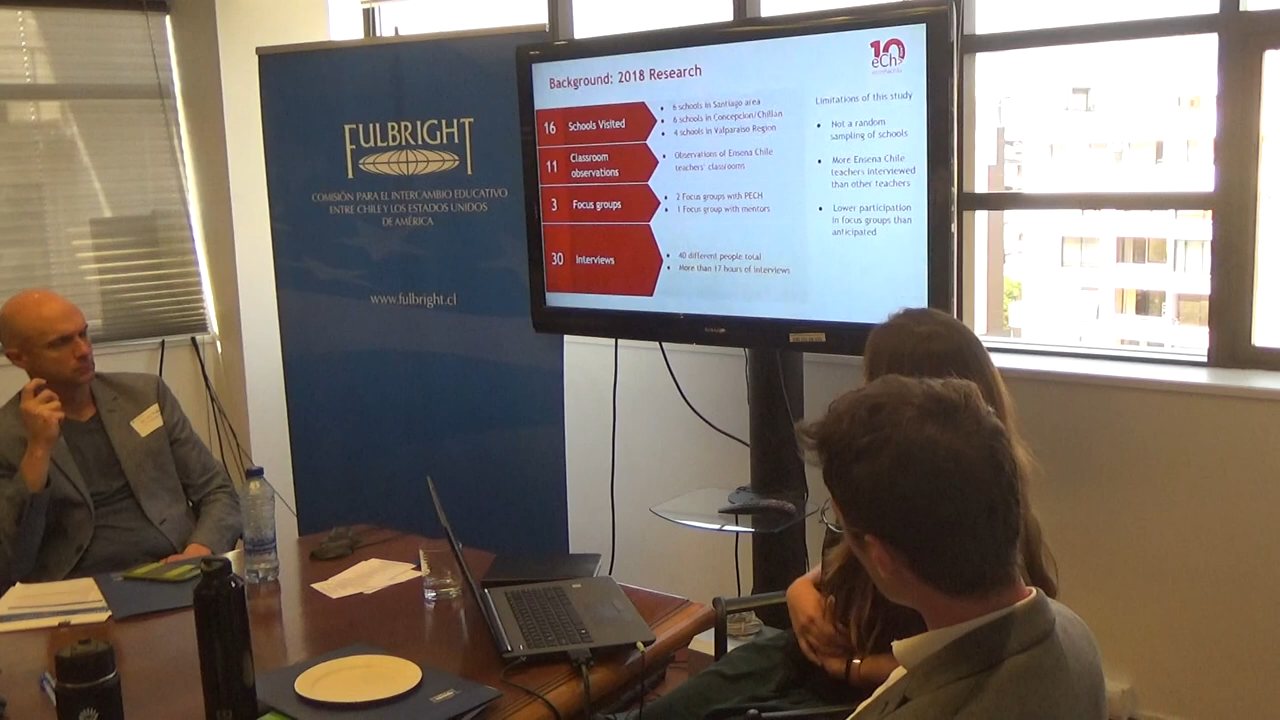 FULBRIGHT
COMISIÓN PARA EL INTERCAMBIO EDUCATIVO
ENTRE CHILE Y LOS ESTADOS UNIDOS
DE AMÉRICA
www.fulbright.cl
Background: 2018 Research
10
eCh
16 Schools Visited
6 schools in Santiago area
6 schools in Concepcion/Chillan
4 schools in Valparaiso Region
11 Classroom
observations
Observations of Ensena Chile
teachers' classrooms
3 Focus groups
2 Focus groups with PECH
1 Focus group with mentors
30 Interviews
40 different people total
More than 17 hours of interviews
Limitations of this study
Not a random
sampling of schools
More Ensena Chile
teachers interviewed
than other teachers
Lower participation
in focus groups than
anticipated